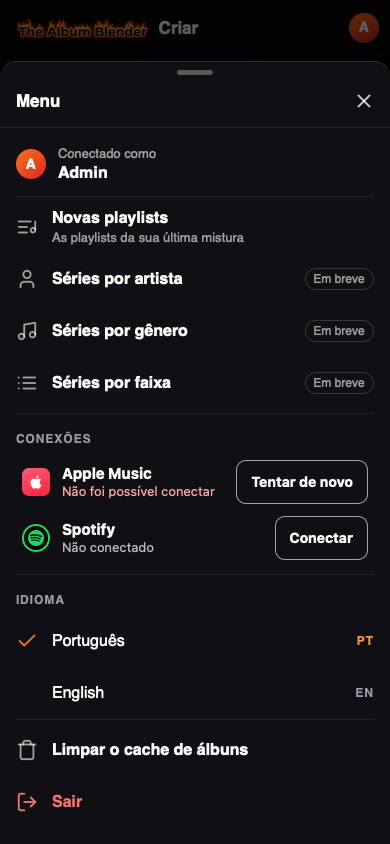 The Album Blender Criar A
Menu
A
Conectado como
Admin
Novas playlists
As playlists da sua última mistura
Séries por artista Em breve
Séries por gênero Em breve
Séries por faixa Em breve
CONEXÕES
Apple Music
Não foi possível conectar
Tentar de novo
Spotify
Não conectado
Conectar
IDIOMA
Português PT
English EN
Limpar o cache de álbuns
Sair